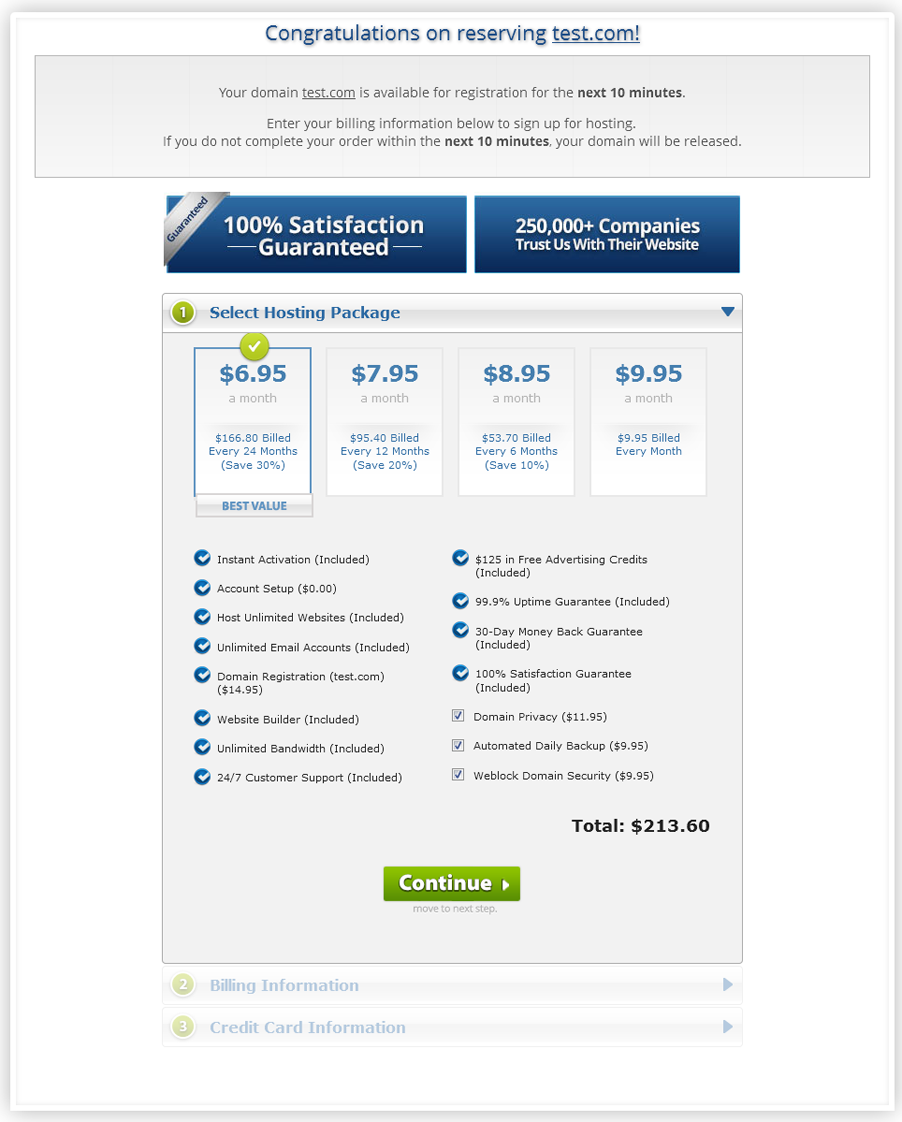 Congratulations on reserving test.com!
Your domain test.com is available for registration for the next 10 minutes.
Enter your billing information below to sign up for hosting.
If you do not complete your order within the next 10 minutes, your domain will be released.
Guaranteed
100% Satisfaction
Guaranteed
250,000+ Companies
Trust Us With Their Website
1 Select Hosting Package
$6.95
a month
$166.80 Billed
Every 24 Months
(Save 30%)
BEST VALUE
$7.95
a month
$95.40 Billed
Every 12 Months
(Save 20%)
$8.95
a month
$53.70 Billed
Every 6 Months
(Save 10%)
$9.95
a month
$9.95 Billed
Every Month
Instant Activation (Included)
Account Setup ($0.00)
Host Unlimited Websites (Included)
Unlimited Email Accounts (Included)
Domain Registration (test.com)
($14.95)
Website Builder (Included)
Unlimited Bandwidth (Included)
24/7 Customer Support (Included)
$125 in Free Advertising Credits
(Included)
99.9% Uptime Guarantee (Included)
30-Day Money Back Guarantee
(Included)
100% Satisfaction Guarantee
(Included)
Domain Privacy ($11.95)
Automated Daily Backup ($9.95)
Weblock Domain Security ($9.95)
Total: $213.60
Continue
move to next step.
2 Billing Information
3 Credit Card Information